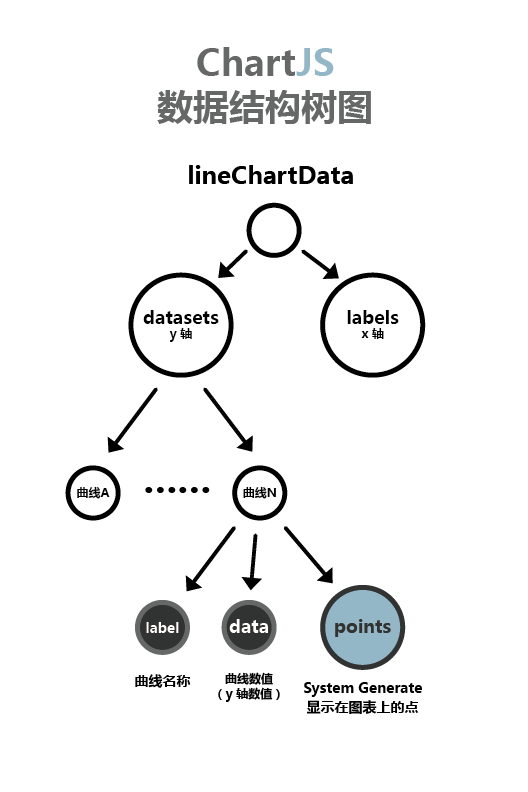 ChartJS
数据结构树图
lineChartData
datasets
y 轴
labels
x 轴
曲线A
曲线N
label
data
points
曲线名称
曲线数值
（ y 轴数值 ）
System Generate
显示在图表上的点